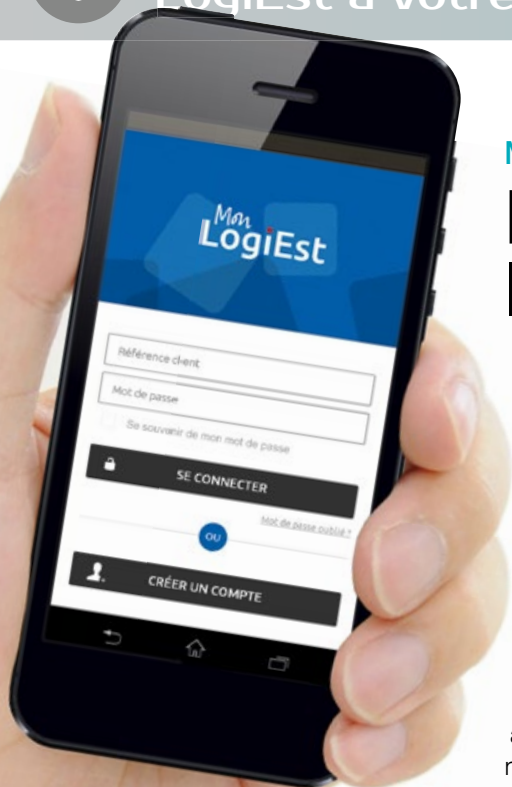 LogiEst à votre
Mon
LogiEst
Référence client
Mot de passe
Se souvenir de mon mot de passe
SE CONNECTER
Mot de passe oublié ?
OU
CRÉER UN COMPTE